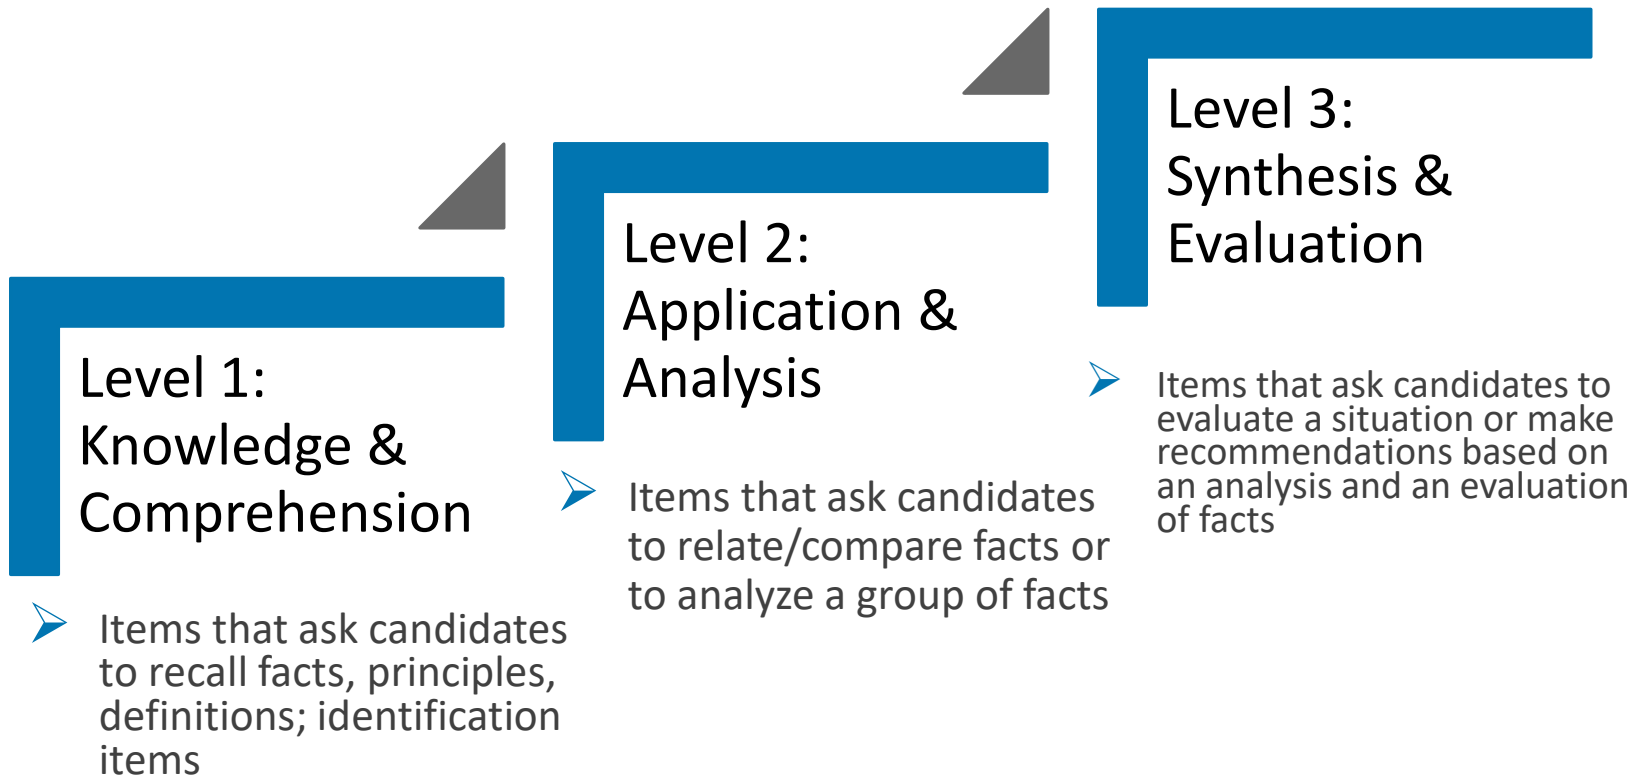 Level 1:
Knowledge &
Comprehension
Items that ask candidates
to recall facts, principles,
definitions; identification
items
Level 2:
Application &
Analysis
Items that ask candidates
to relate/compare facts or
to analyze a group of facts
Level 3:
Synthesis &
Evaluation
Items that ask candidates to
evaluate a situation or make
recommendations based on
an analysis and an evaluation
of facts